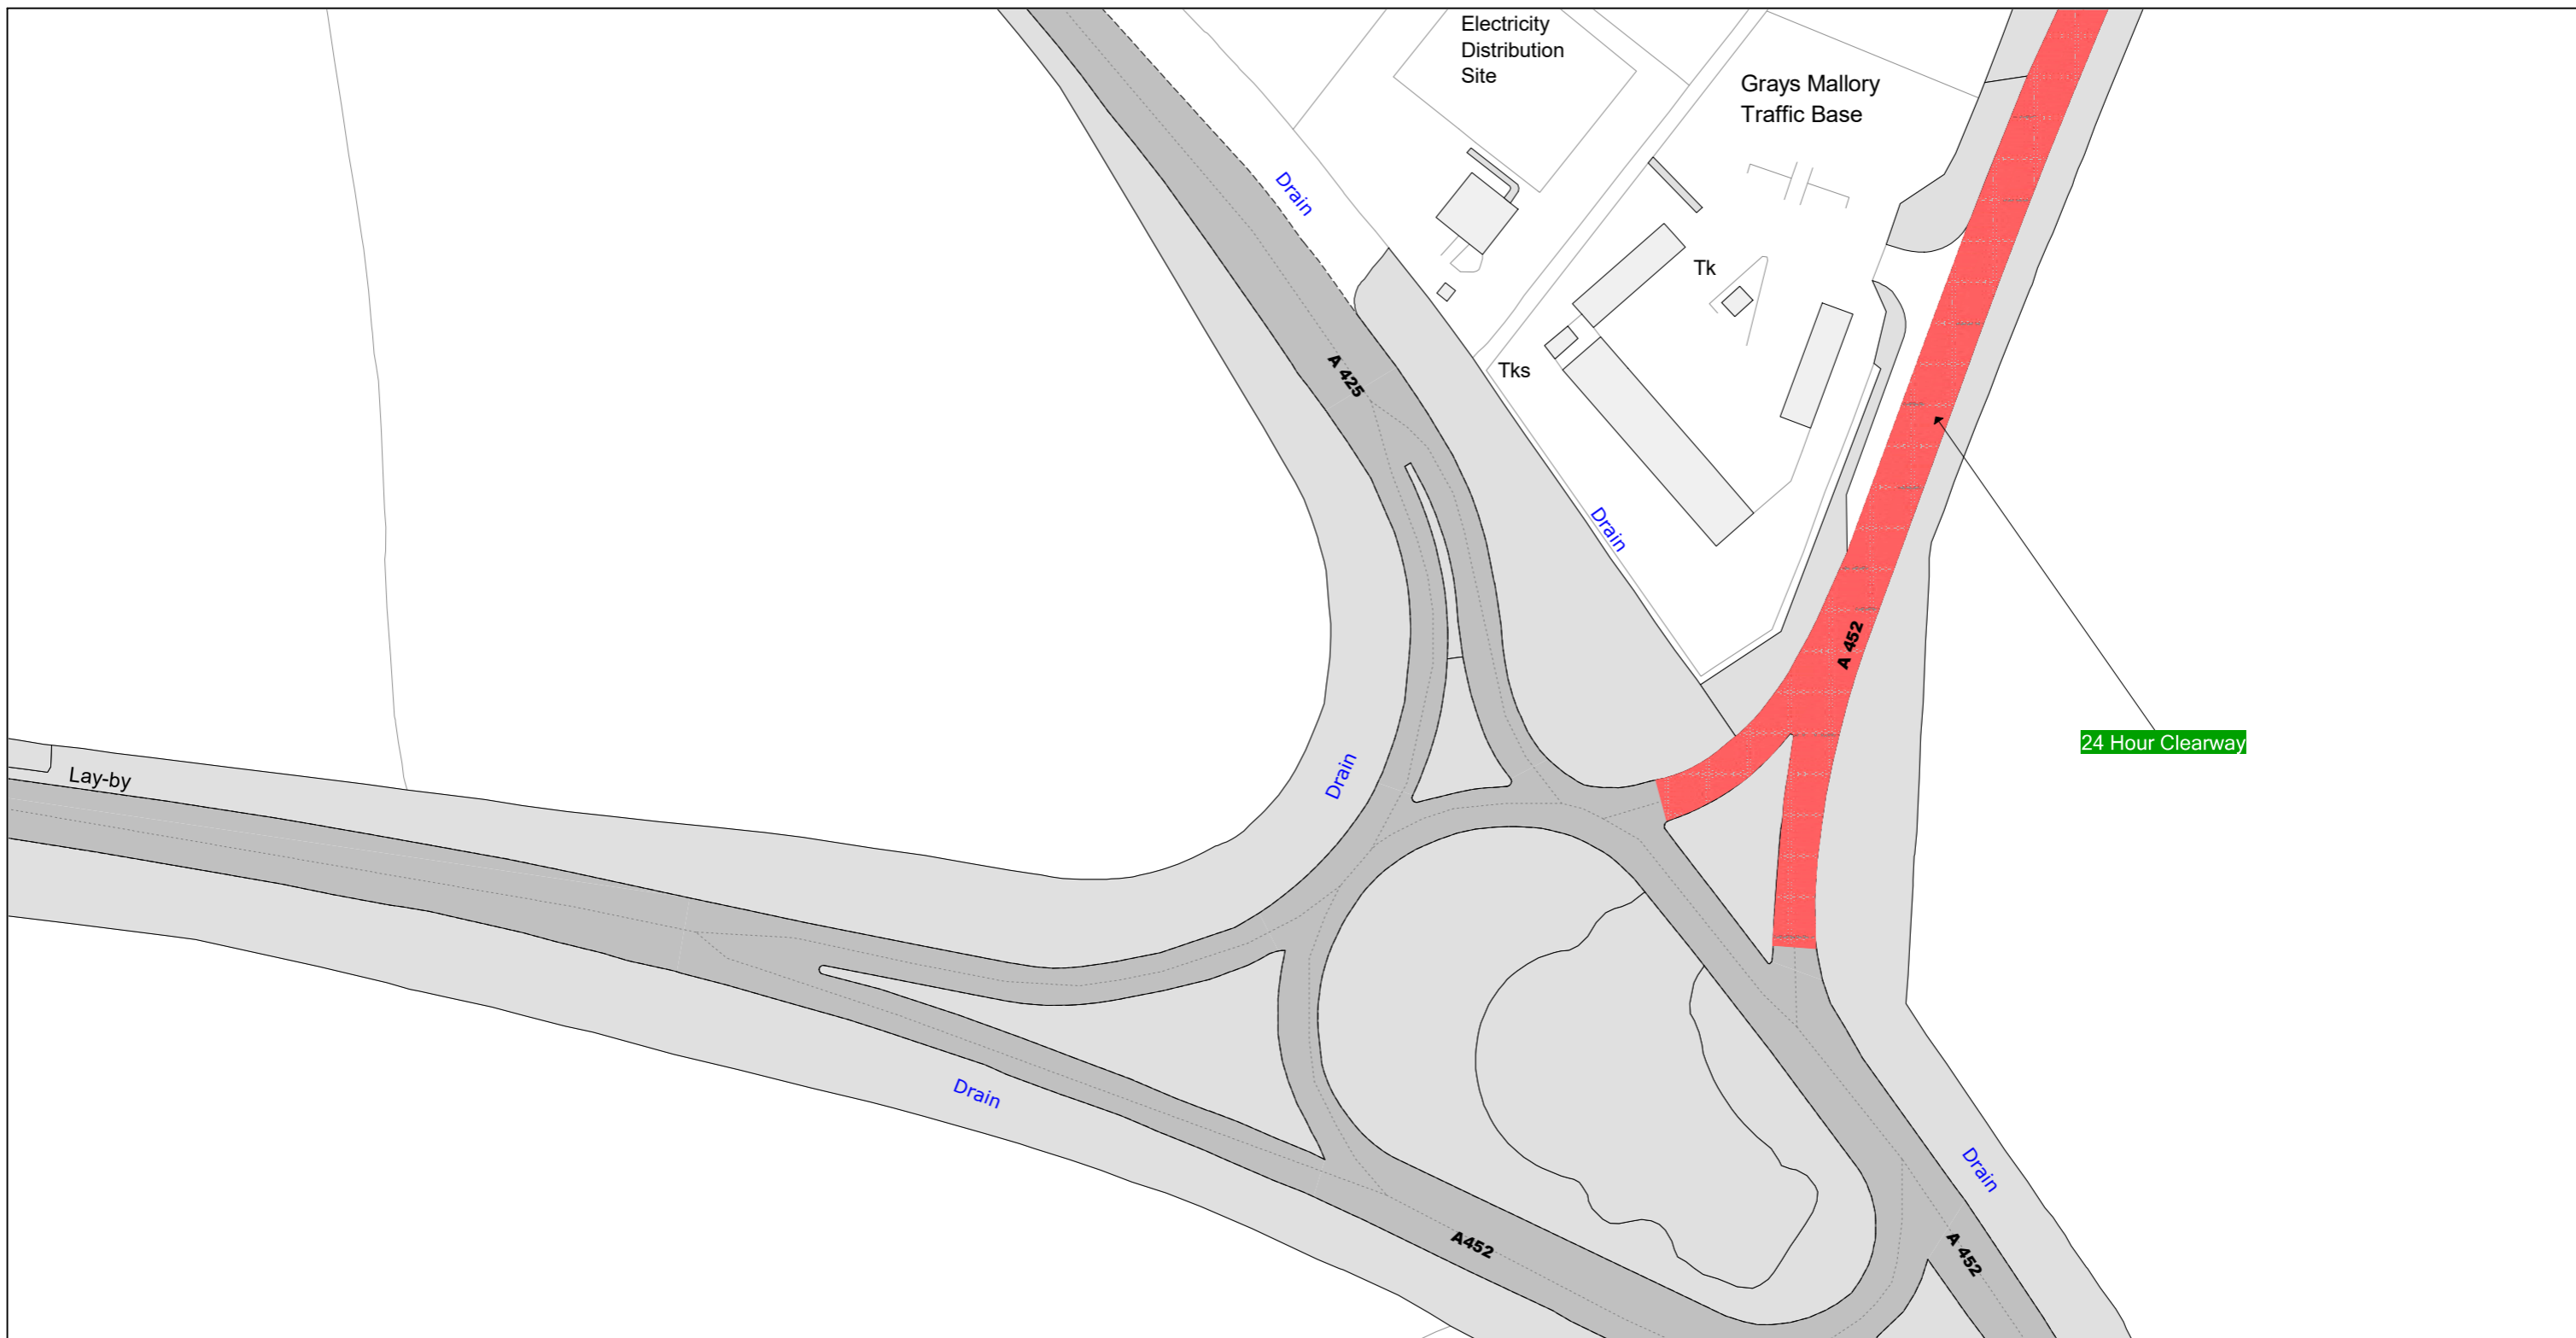 Electricity
Distribution
Site
Grays Mallory
Traffic Base
Drain
Tk
A 425
Tks
Drain
A 452
24 Hour Clearway
Lay-by
Drain
Drain
Drain
A452
A 452